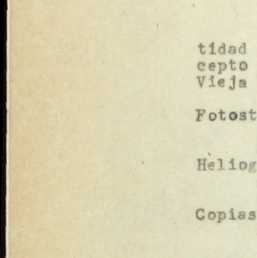 tidad
cepto
Vieja
Fotost
Heliog
Copias